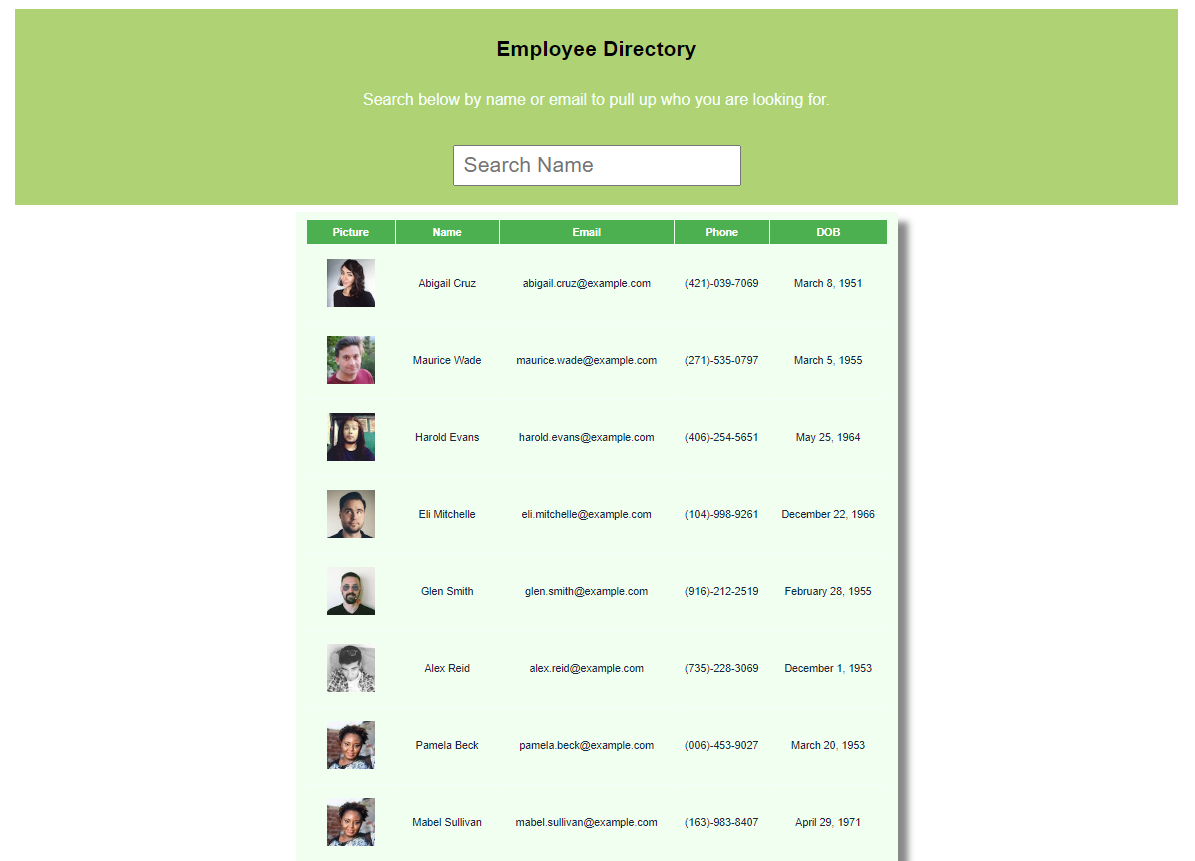 Employee Directory
Search below by name or email to pull up who you are looking for.
Search Name
Picture Name Email Phone DOB
Abigail Cruz abigail.cruz@example.com (421)-039-7069 March 8, 1951
Maurice Wade maurice.wade@example.com (271)-535-0797 March 5, 1955
Harold Evans harold.evans@example.com (406)-254-5651 May 25, 1964
Eli Mitchelle eli.mitchelle@example.com (104)-998-9261 December 22, 1966
Glen Smith glen.smith@example.com (916)-212-2519 February 28, 1955
Alex Reid alex.reid@example.com (735)-228-3069 December 1, 1953
Pamela Beck pamela.beck@example.com (006)-453-9027 March 20, 1953
Mabel Sullivan mabel.sullivan@example.com (163)-983-8407 April 29, 1971